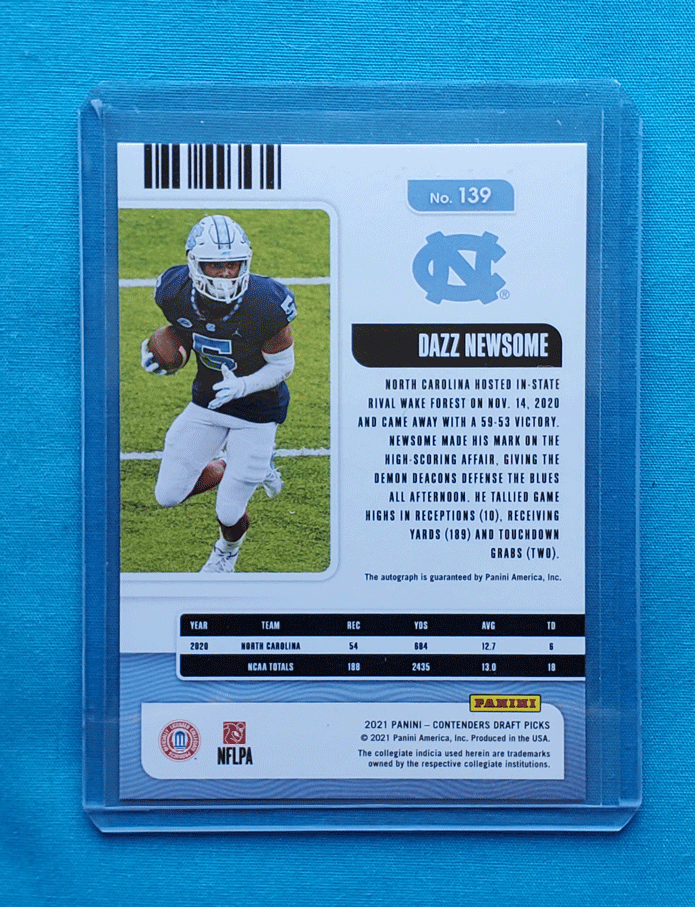 No. 139
NC
®
5
DAZZ NEWSOME
NORTH CAROLINA HOSTED IN-STATE
RIVAL WAKE FOREST ON NOV. 14, 2020
AND CAME AWAY WITH A 59-53 VICTORY.
NEWSOME MADE HIS MARK ON THE
HIGH-SCORING AFFAIR, GIVING THE
DEMON DEACONS DEFENSE THE BLUES
ALL AFTERNOON. HE TALLIED GAME
HIGHS IN RECEPTIONS (10), RECEIVING
YARDS (189) AND TOUCHDOWN
GRABS (TWO).
The autograph is guaranteed by Panini America, Inc.
YEAR TEAM REC YDS AVG TD
2020 NORTH CAROLINA 54 684 12.7 6
NCAA TOTALS 188 2435 13.0 18
PANINI
NFLPA
2021 PANINI – CONTENDERS DRAFT PICKS
© 2021 Panini America, Inc. Produced in the USA.
The collegiate indicia used herein are trademarks
owned by the respective collegiate institutions.